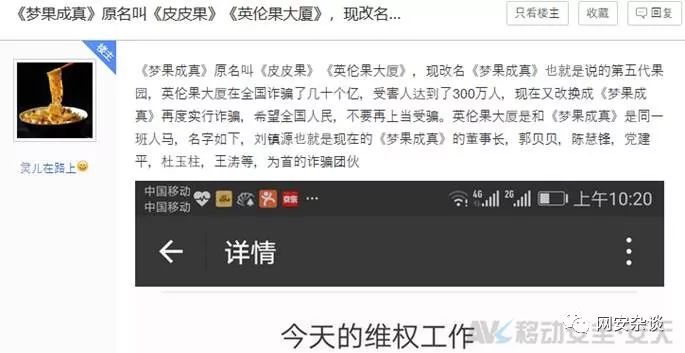 《梦果成真》原名叫《皮皮果》《英伦果大厦》，现改名...
只看楼主
收藏
回复
楼主
灵儿在路上
《梦果成真》原名叫《皮皮果》《英伦果大厦》，现改名《梦果成真》也就是说的第五代果
园，英伦果大厦在全国诈骗了几十个亿，受害人达到了300万人，现在又改换成《梦果成
真》再度实行诈骗，希望全国人民，不要再上当受骗。英伦果大厦是和《梦果成真》是同一
班人马，名字如下，刘镇源也就是现在的《梦果成真》的董事长，郭贝贝，陈慧锋，党建
平，杜玉柱，王涛等，为首的诈骗团伙
中国移动
中国移动
京东
...
4G
2G
上午10:20
详情
今天的维权工作
AVL 移动安全·安天
网安杂谈